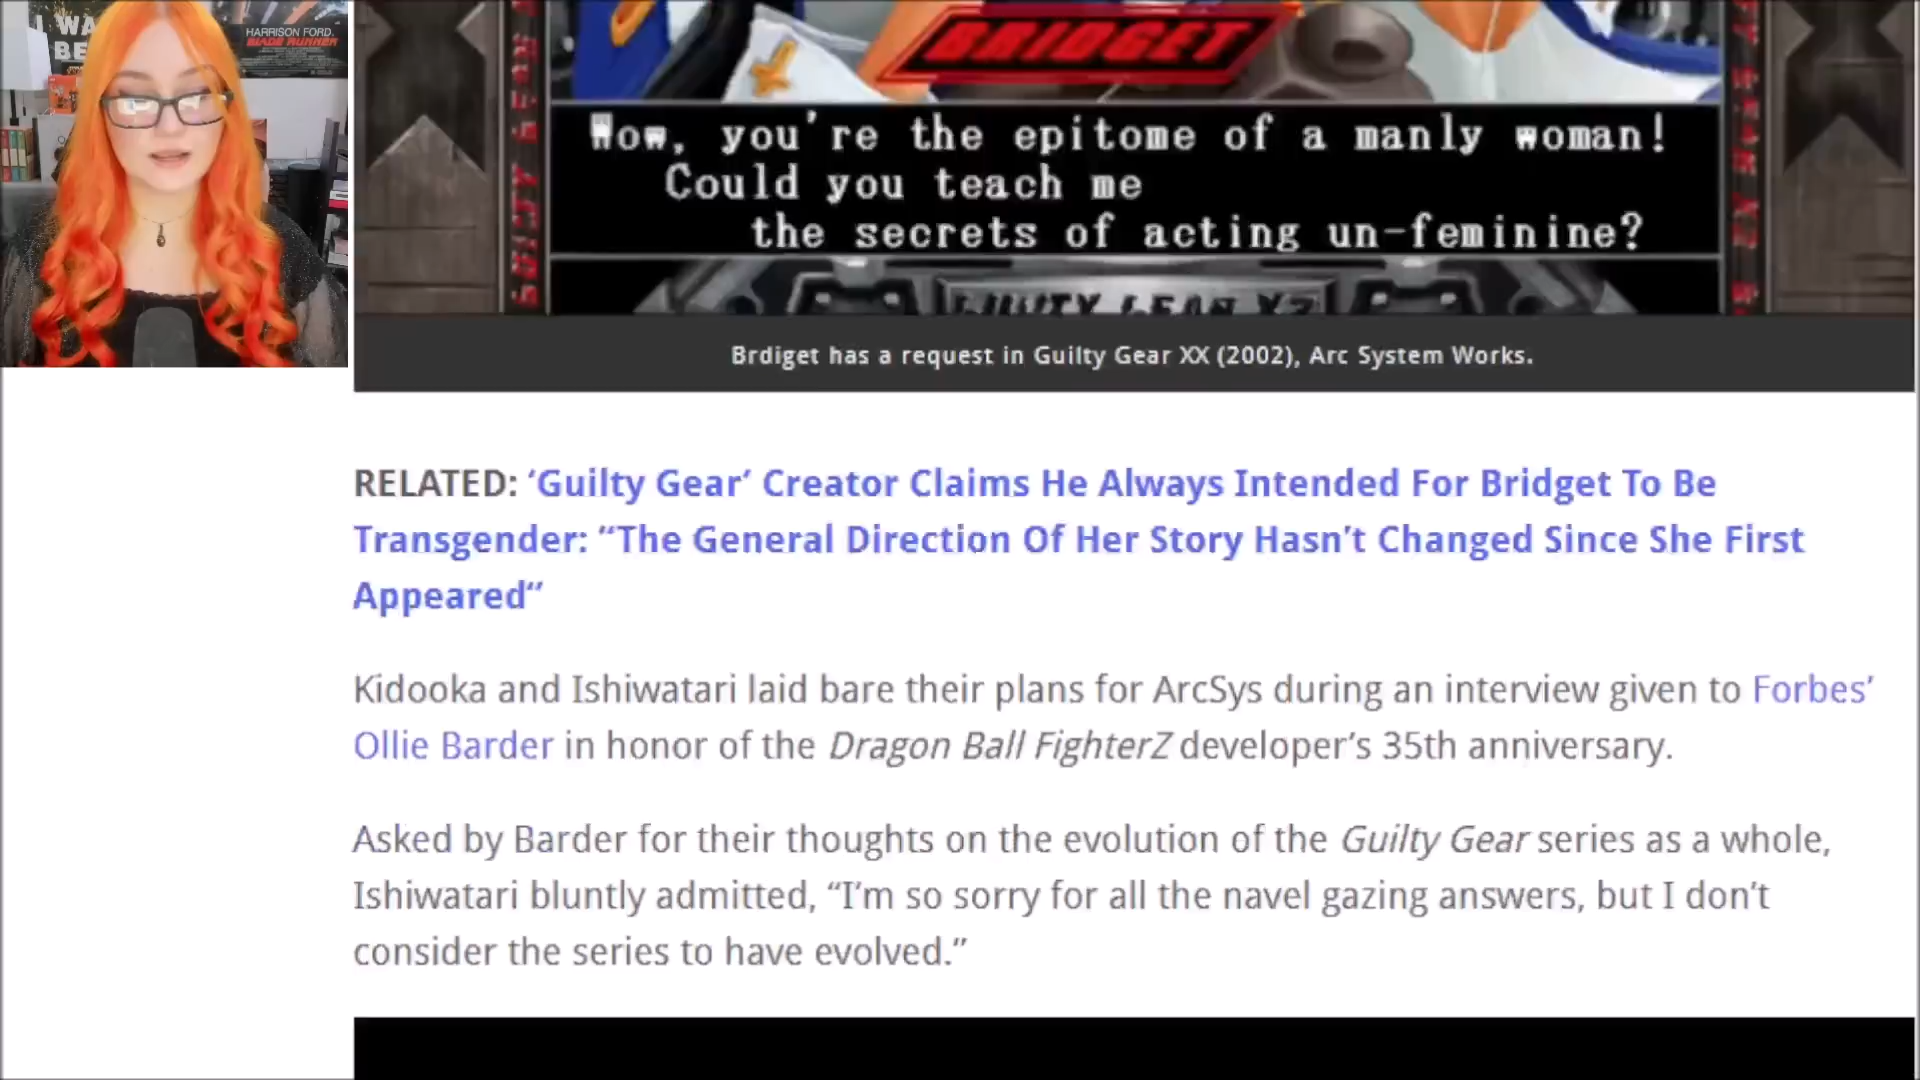 I WA
BE
HARRISON FORD.
BLADE RUNNER
BRIDGET
Wow, you're the epitome of a manly woman!
Could you teach me
the secrets of acting un-feminine?
GUILTY GEAR XX
Brdiget has a request in Guilty Gear XX (2002), Arc System Works.
RELATED: ‘Guilty Gear’ Creator Claims He Always Intended For Bridget To Be
Transgender: “The General Direction Of Her Story Hasn’t Changed Since She First
Appeared“
Kidooka and Ishiwatari laid bare their plans for ArcSys during an interview given to Forbes’
Ollie Barder in honor of the Dragon Ball FighterZ developer’s 35th anniversary.
Asked by Barder for their thoughts on the evolution of the Guilty Gear series as a whole,
Ishiwatari bluntly admitted, “I’m so sorry for all the navel gazing answers, but I don’t
consider the series to have evolved.”